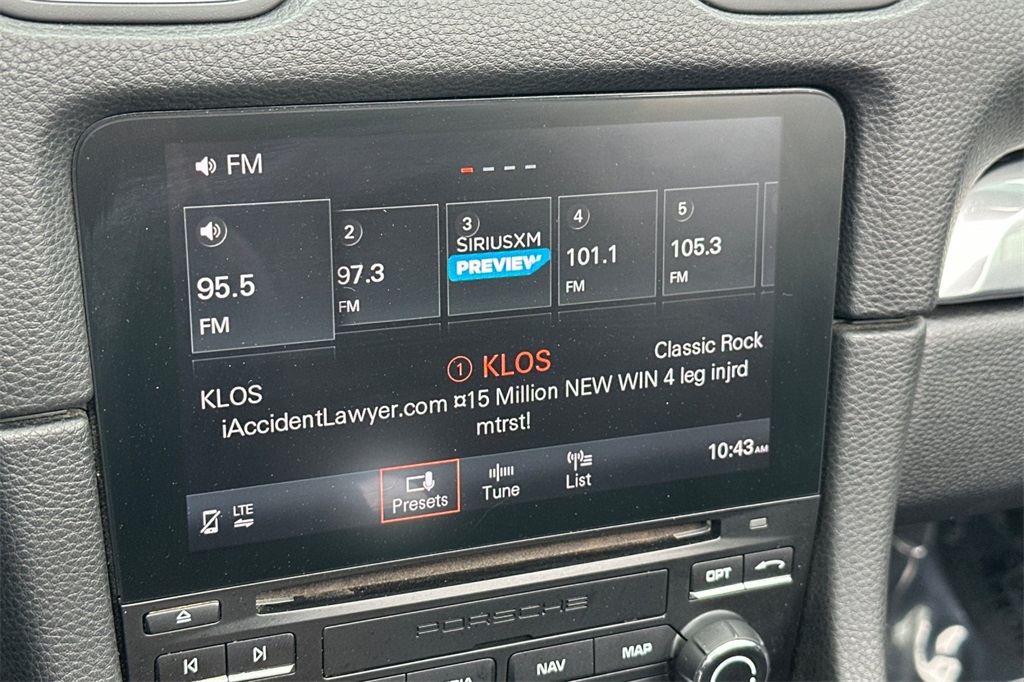 FM
95.5
FM
2
97.3
FM
3
SIRIUSXM
PREVIEW
4
101.1
FM
5
105.3
FM
1 KLOS
Classic Rock
KLOS
iAccidentLawyer.com ¤15 Million NEW WIN 4 leg injrd
mtrst!
LTE
Presets
Tune
List
10:43AM
OPT
PORSCHE
NAV
MAP